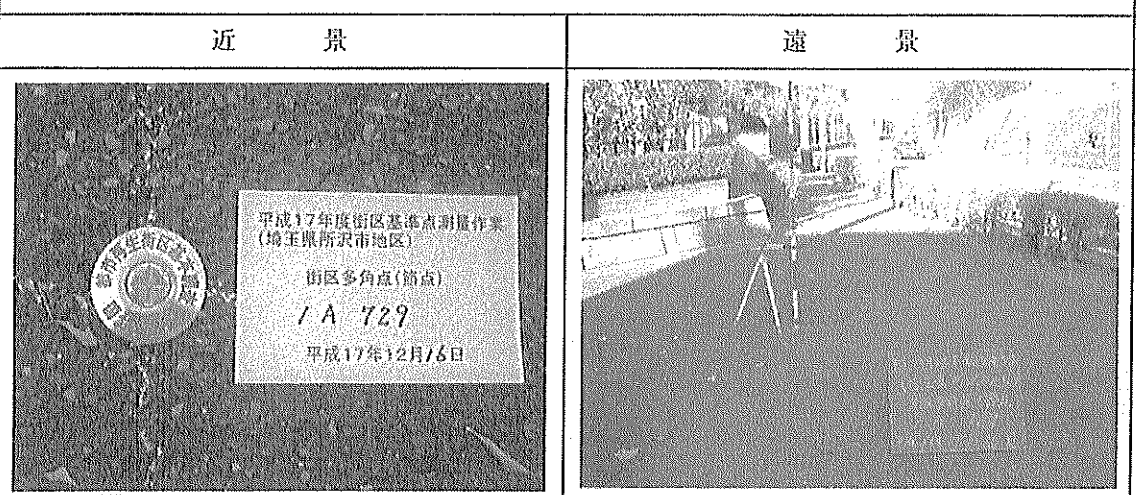 近 景
遠 景
平成17年度街区基準点測量作業
(埼玉県所沢市地区)
街区多角点(節点)
1A 729
平成17年12月16日